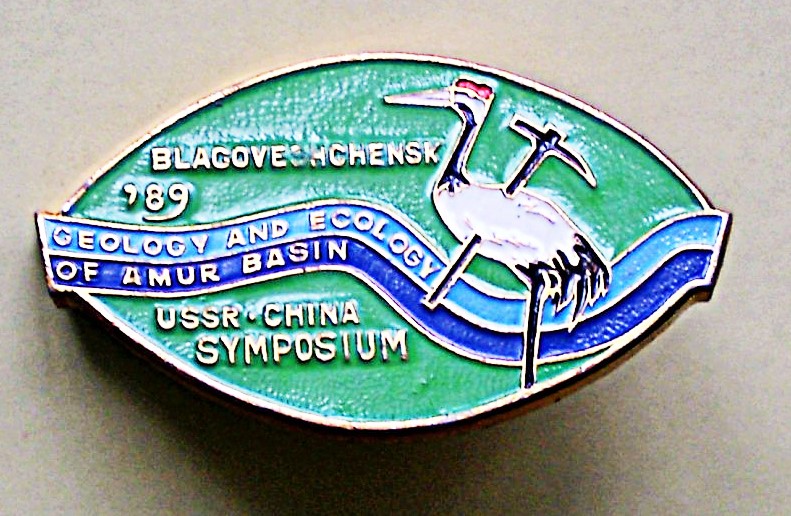 BLAGOVESHCHENSK
'89
GEOLOGY AND ECOLOGY
OF AMUR BASIN
USSR·CHINA
SYMPOSIUM